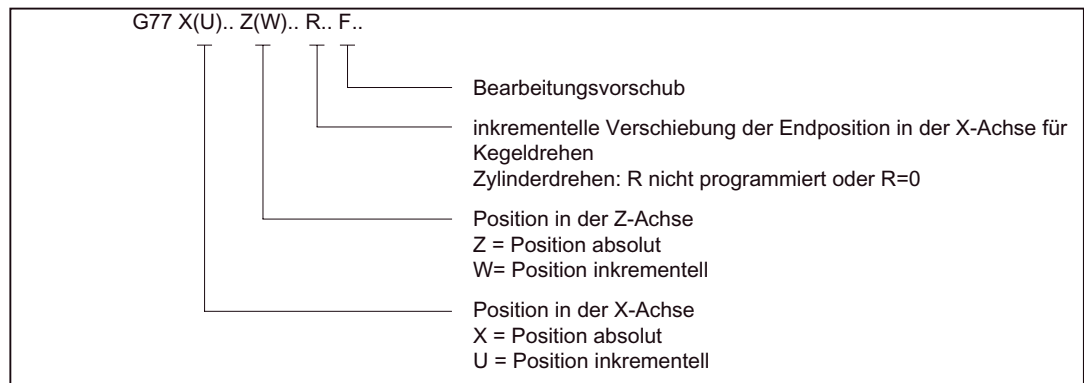 G77 X(U).. Z(W).. R.. F..
Bearbeitungsvorschub
inkrementelle Verschiebung der Endposition in der X-Achse für
Kegeldrehen
Zylinderdrehen: R nicht programmiert oder R=0
Position in der Z-Achse
Z = Position absolut
W= Position inkrementell
Position in der X-Achse
X = Position absolut
U = Position inkrementell